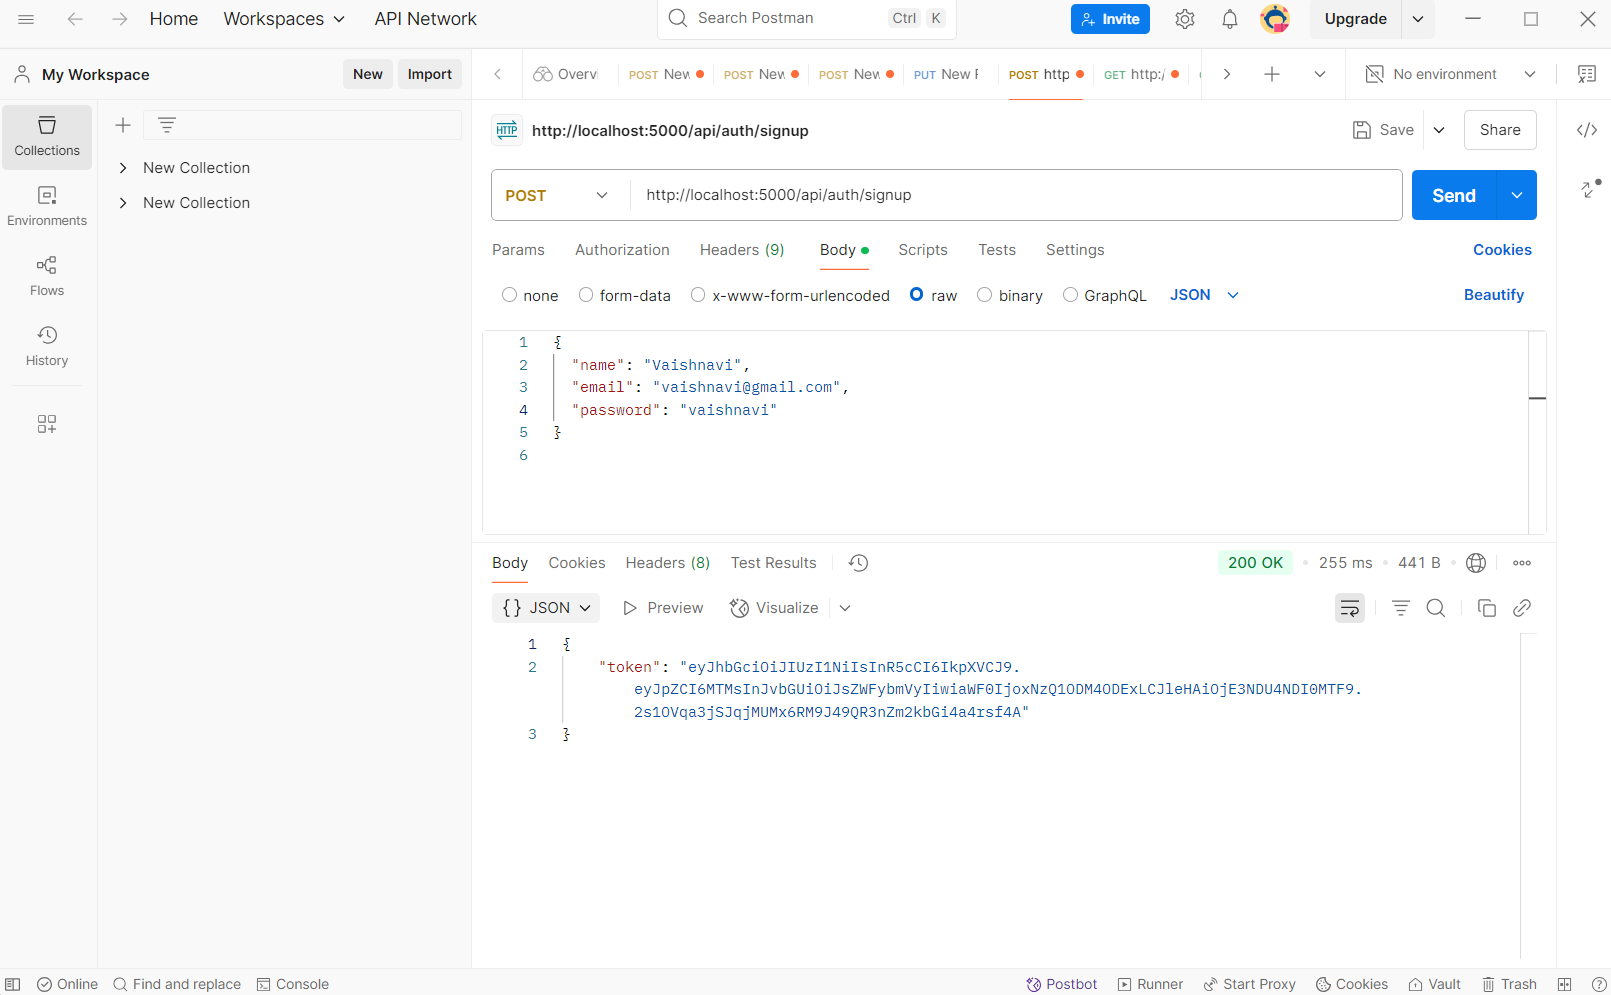 Home Workspaces API Network Search Postman Ctrl K Invite Upgrade
My Workspace New Import Overvi POST New POST New POST New PUT New F POST http GET http:/ No environment
Collections
Environments
Flows
History
New Collection
New Collection
HTTP http://localhost:5000/api/auth/signup Save Share
POST http://localhost:5000/api/auth/signup Send
Params Authorization Headers (9) Body Scripts Tests Settings Cookies
none form-data x-www-form-urlencoded raw binary GraphQL JSON Beautify
1 {
2 "name": "Vaishnavi",
3 "email": "vaishnavi@gmail.com",
4 "password": "vaishnavi"
5 }
6
Body Cookies Headers (8) Test Results 200 OK 255 ms 441 B
{} JSON Preview Visualize
1 {
2 "token": "eyJhbGciOiJIUzI1NiIsInR5cCI6IkpXVCJ9.
eyJpZCI6MTMsInJvbGUiOiJsZWFybmVyIiwiaWF0IjoxNzQ1ODM4ODExLCJleHAiOjE3NDU4NDI0MTF9.
2s1OVqa3jSJqjMUMx6RM9J49QR3nZm2kbGi4a4rsf4A"
3 }
Online Find and replace Console Postbot Runner Start Proxy Cookies Vault Trash